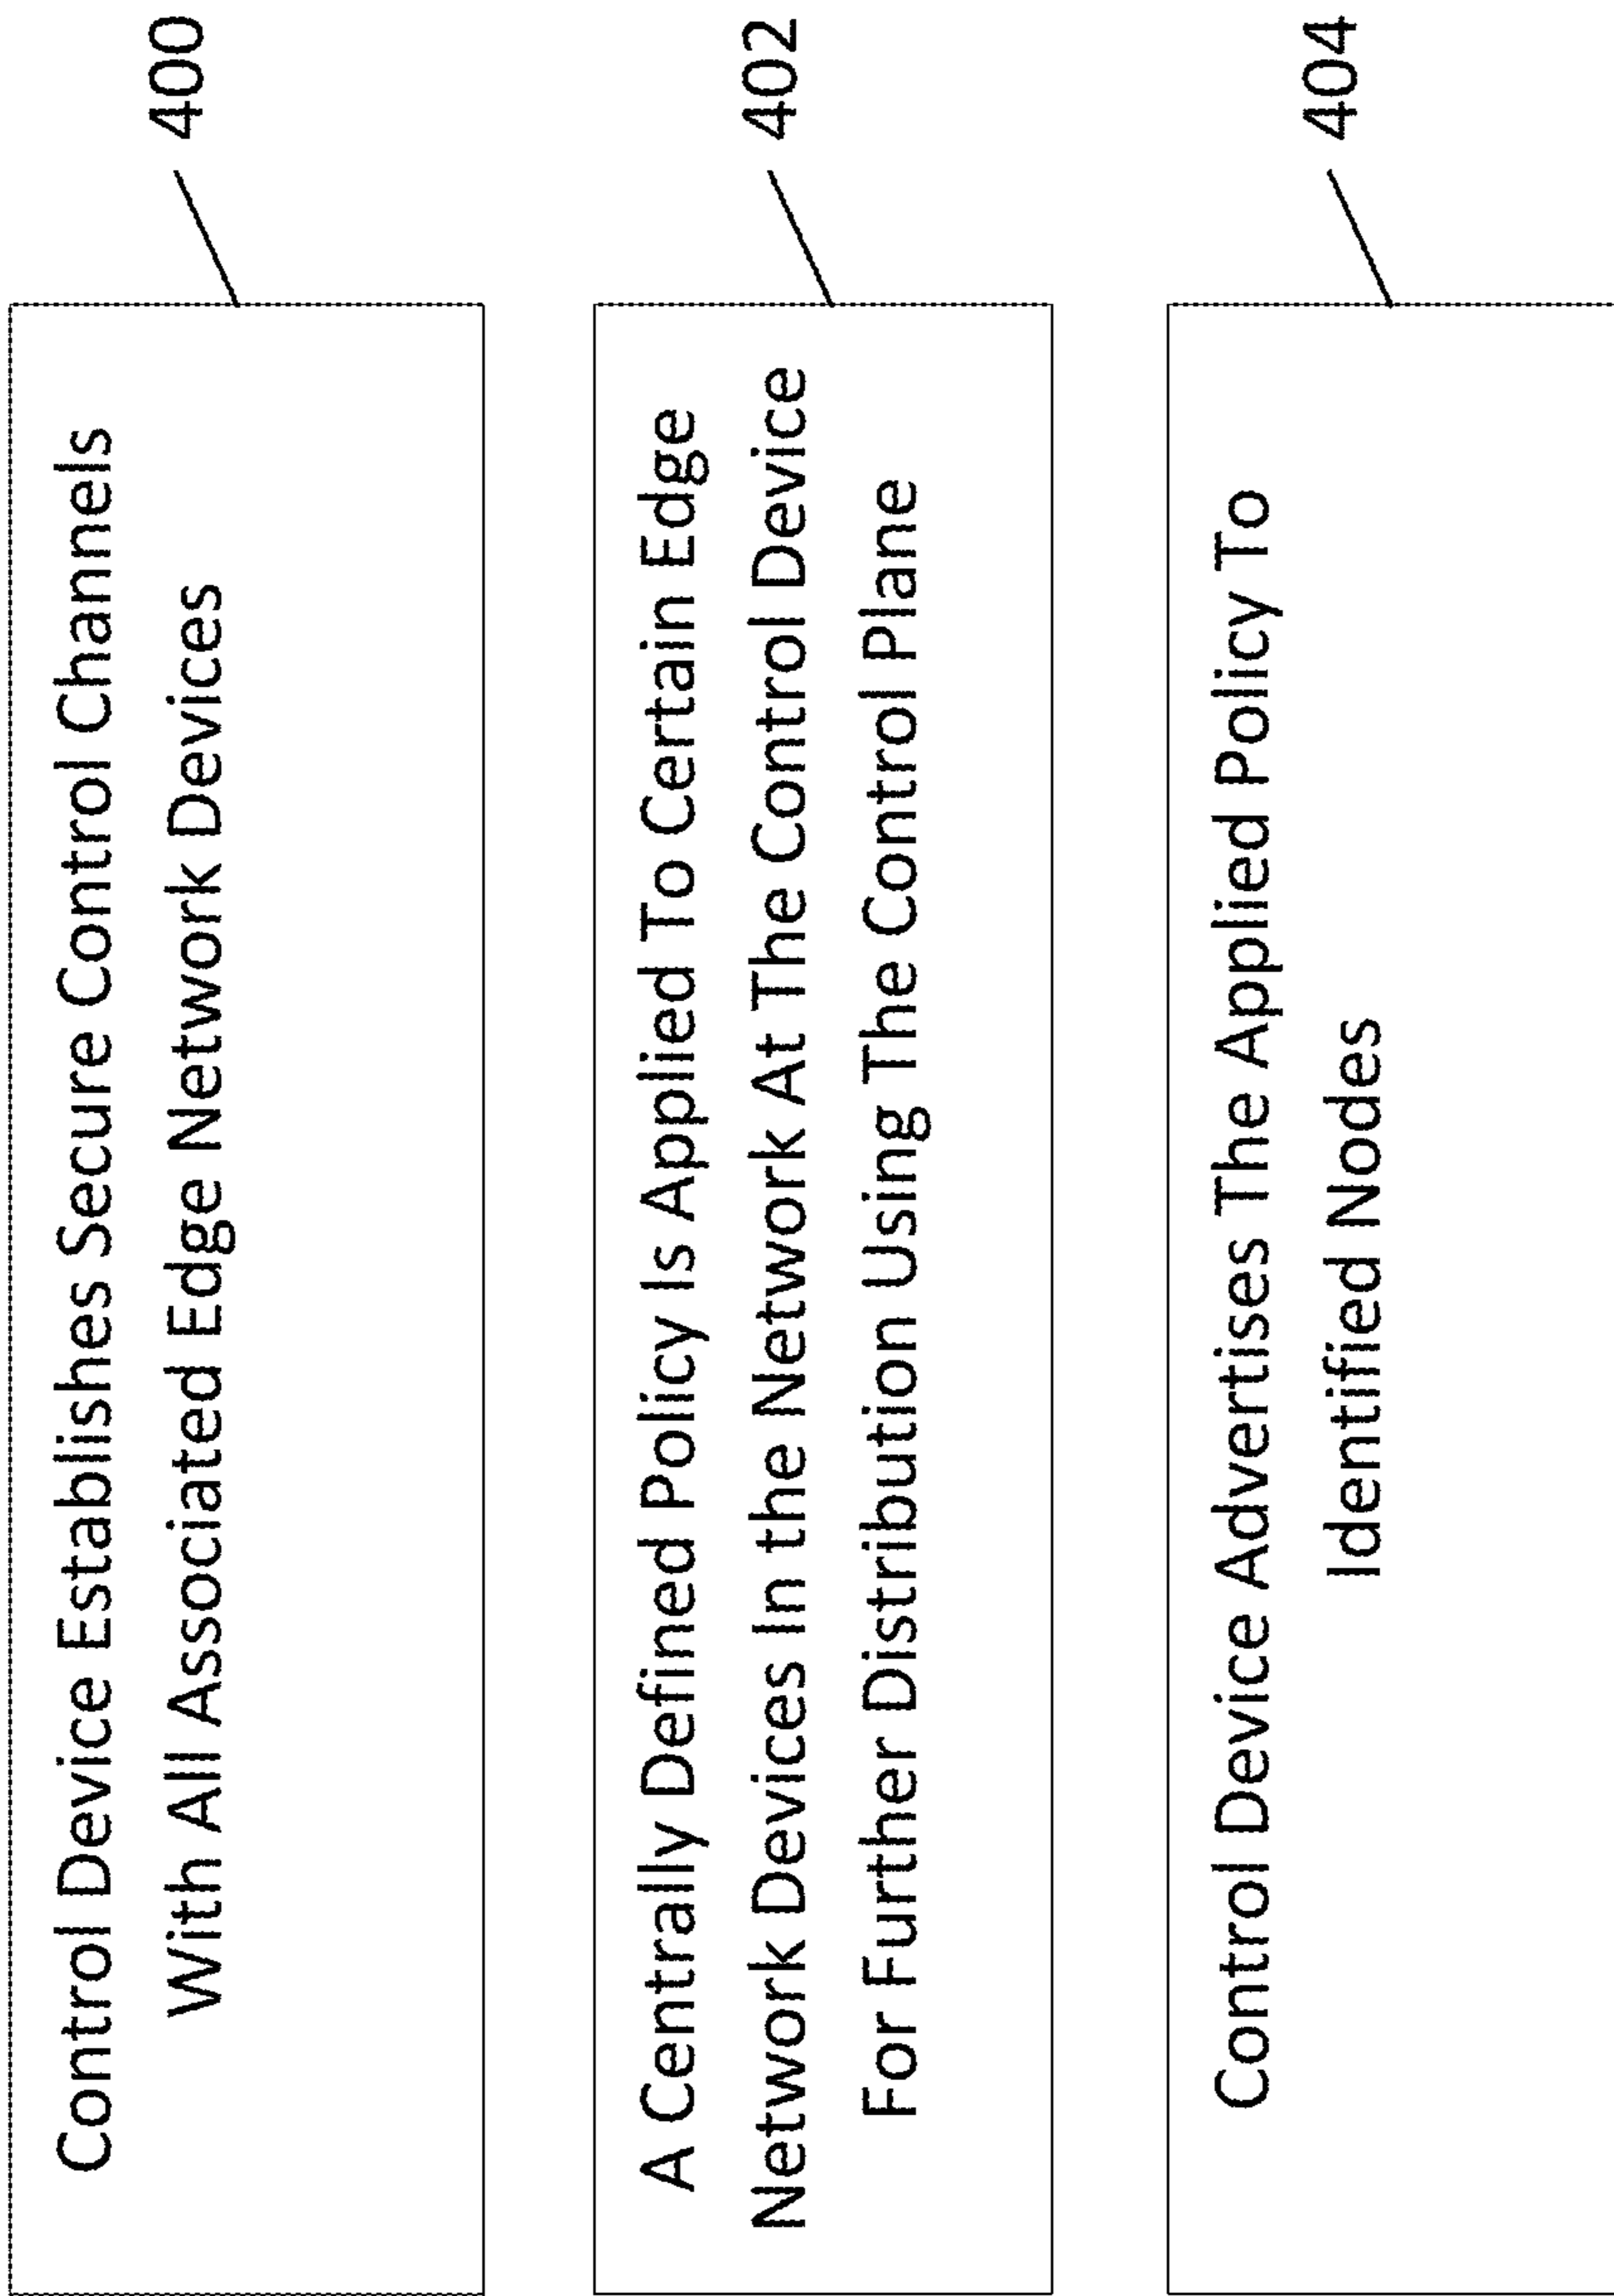 Control Device Establishes Secure Control Channels
With All Associated Edge Network Devices
400
A Centrally Defined Policy Is Applied To Certain Edge
Network Devices In the Network At The Control Device
For Further Distribution Using The Control Plane
402
Control Device Advertises The Applied Policy To
Identified Nodes
404